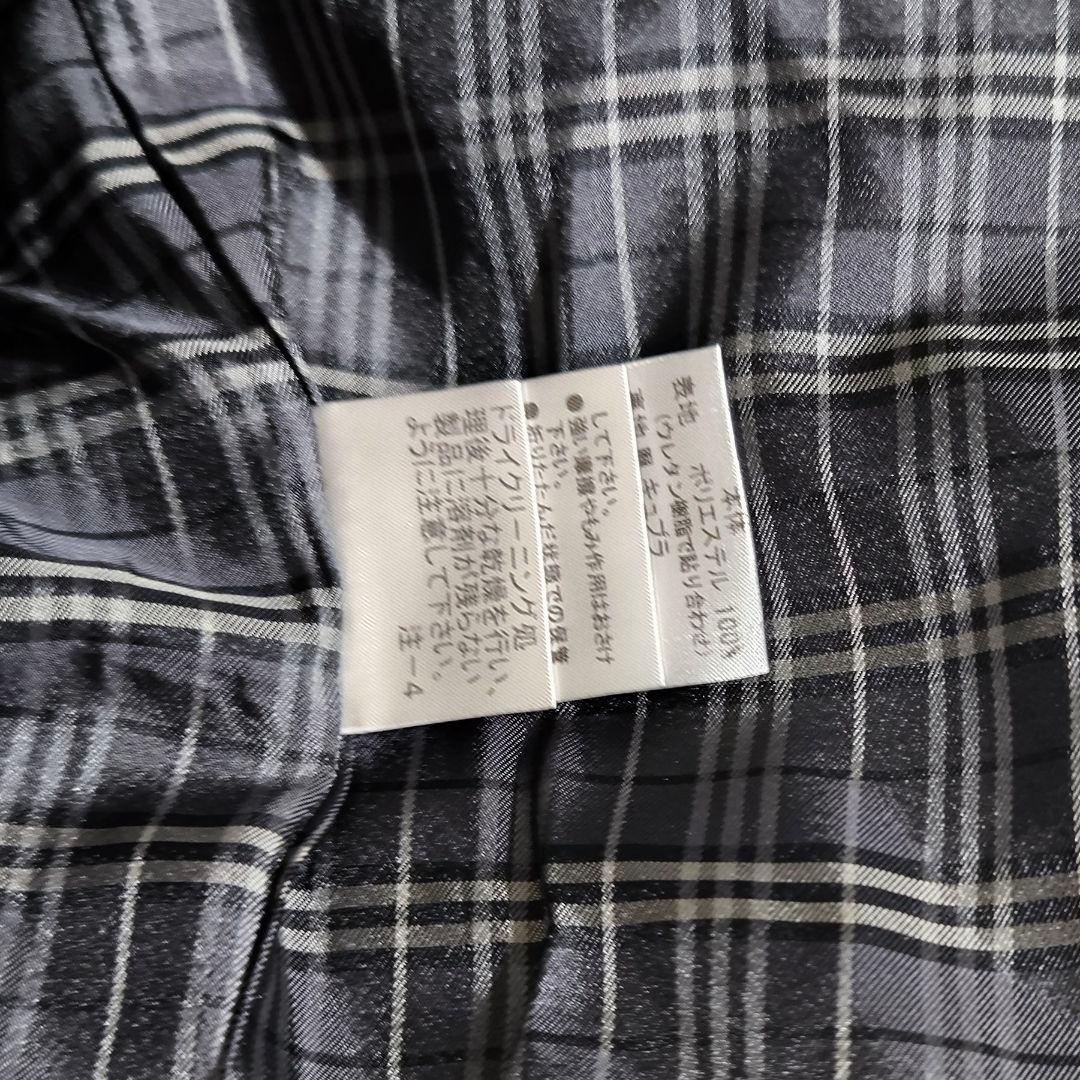 本体
表地 ポリエステル 100%
(ウレタン樹脂で貼り合わせ)
裏地 綿 キュプラ
して下さい。
●強い摩擦やもみ作用はおさけ
下さい。
●折りたたんだ状態での保管
ドライクリーニング処
理後十分な乾燥を行い、
製品に溶剤が残らない
ように注意して下さい。
注-4